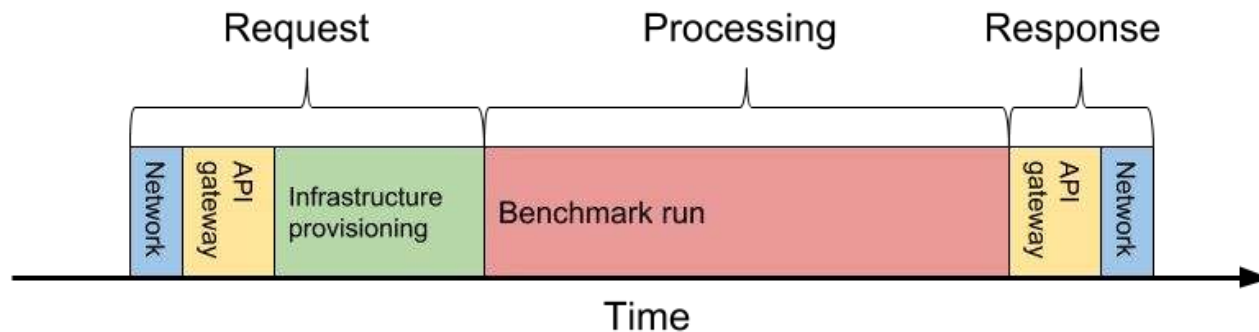 Request
Processing
Response
Network
API
gateway
Infrastructure
provisioning
Benchmark run
API
gateway
Network
Time